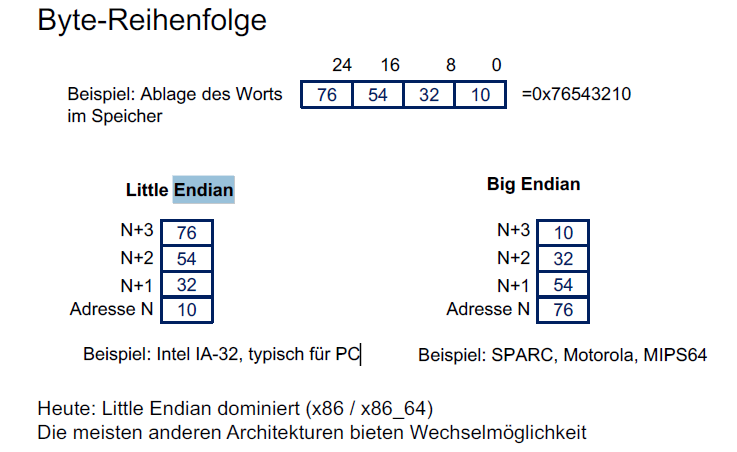 Byte-Reihenfolge
24 16 8 0
Beispiel: Ablage des Worts 76 54 32 10 =0x76543210
im Speicher
Little Endian
N+3 76
N+2 54
N+1 32
Adresse N 10
Beispiel: Intel IA-32, typisch für PC
Big Endian
N+3 10
N+2 32
N+1 54
Adresse N 76
Beispiel: SPARC, Motorola, MIPS64
Heute: Little Endian dominiert (x86 / x86_64)
Die meisten anderen Architekturen bieten Wechselmöglichkeit